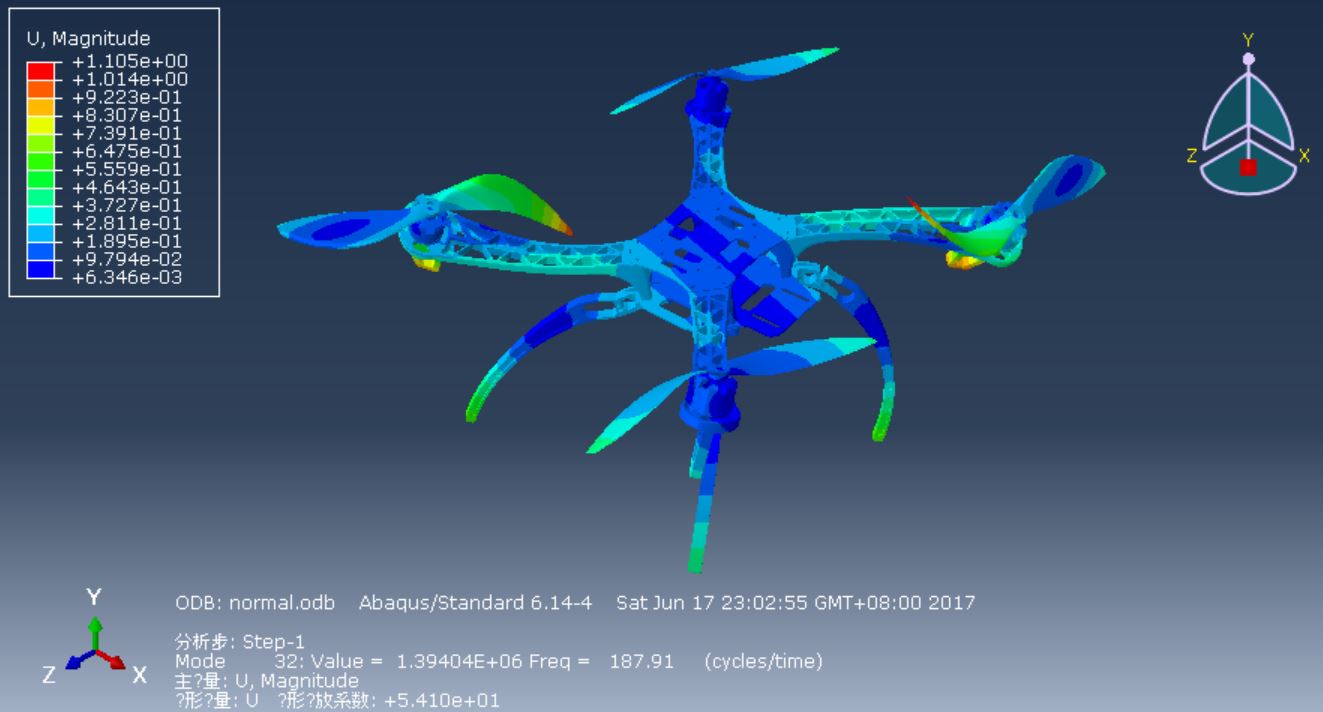 U, Magnitude
+1.105e+00
+1.014e+00
+9.223e-01
+8.307e-01
+7.391e-01
+6.475e-01
+5.559e-01
+4.643e-01
+3.727e-01
+2.811e-01
+1.895e-01
+9.794e-02
+6.346e-03
Y
Z
X
Y
Z
X
ODB: normal.odb Abaqus/Standard 6.14-4 Sat Jun 17 23:02:55 GMT+08:00 2017
分析步: Step-1
Mode 32: Value = 1.39404E+06 Freq = 187.91 (cycles/time)
主?量: U, Magnitude
?形?量: U ?形?放系数: +5.410e+01